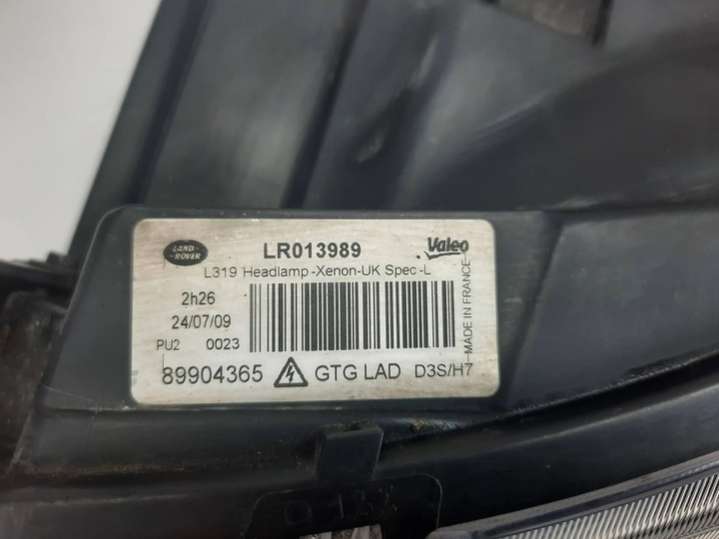 LAND
ROVER
LR013989
Valeo
L319 Headlamp-Xenon-UK Spec-L
2h26
24/07/09
PU2 0023
MADE IN FRANCE
89904365 GTG LAD D3S/H7